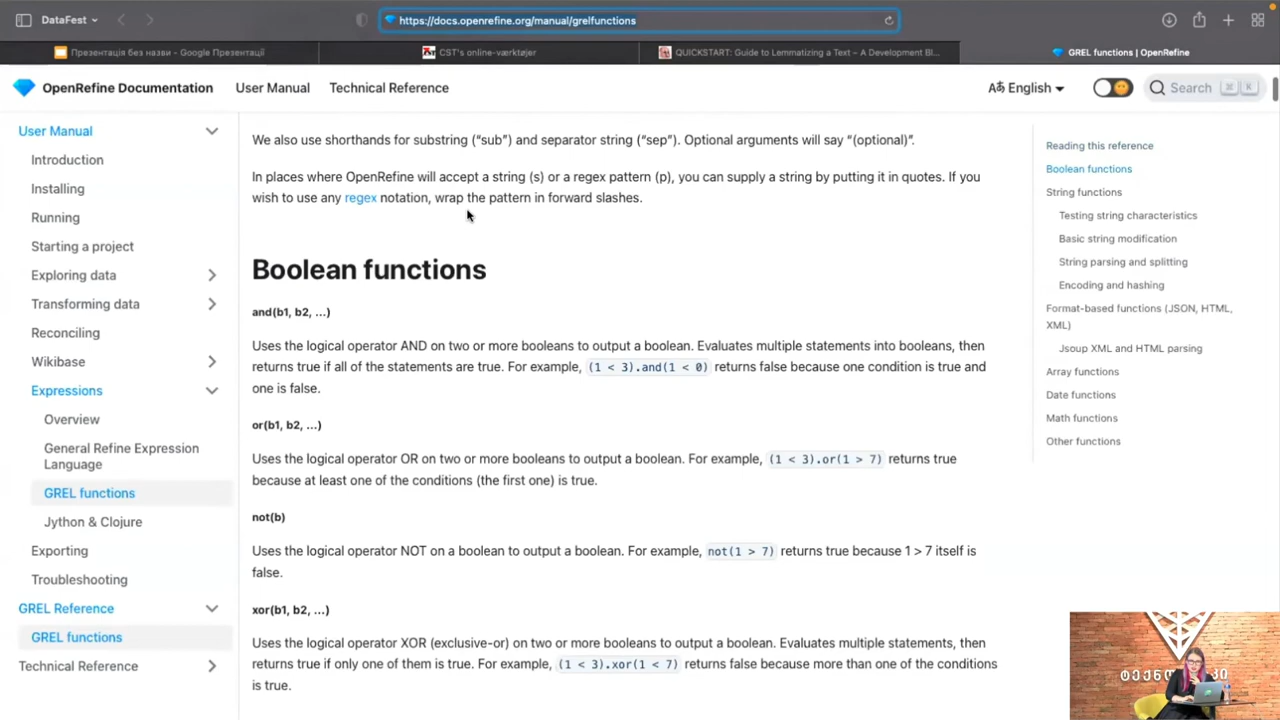 DataFest
https://docs.openrefine.org/manual/grelfunctions
Презентація без назви - Google Презентації
CST's online-værktøjer
QUICKSTART: Guide to Lemmatizing a Text – A Development Bl...
GREL functions | OpenRefine
OpenRefine Documentation
User Manual
Technical Reference
English
Search
⌘ K
User Manual
Introduction
Installing
Running
Starting a project
Exploring data
Transforming data
Reconciling
Wikibase
Expressions
Overview
General Refine Expression
Language
GREL functions
Jython & Clojure
Exporting
Troubleshooting
GREL Reference
GREL functions
Technical Reference
We also use shorthands for substring (“sub”) and separator string (“sep”). Optional arguments will say “(optional)”.
In places where OpenRefine will accept a string (s) or a regex pattern (p), you can supply a string by putting it in quotes. If you
wish to use any regex notation, wrap the pattern in forward slashes.
Boolean functions
and(b1, b2, ...)
Uses the logical operator AND on two or more booleans to output a boolean. Evaluates multiple statements into booleans, then
returns true if all of the statements are true. For example, (1 < 3).and(1 < 0) returns false because one condition is true and
one is false.
or(b1, b2, ...)
Uses the logical operator OR on two or more booleans to output a boolean. For example, (1 < 3).or(1 > 7) returns true
because at least one of the conditions (the first one) is true.
not(b)
Uses the logical operator NOT on a boolean to output a boolean. For example, not(1 > 7) returns true because 1 > 7 itself is
false.
xor(b1, b2, ...)
Uses the logical operator XOR (exclusive-or) on two or more booleans to output a boolean. Evaluates multiple statements, then
returns true if only one of them is true. For example, (1 < 3).xor(1 < 7) returns false because more than one of the conditions
is true.
Reading this reference
Boolean functions
String functions
Testing string characteristics
Basic string modification
String parsing and splitting
Encoding and hashing
Format-based functions (JSON, HTML,
XML)
Jsoup XML and HTML parsing
Array functions
Date functions
Math functions
Other functions